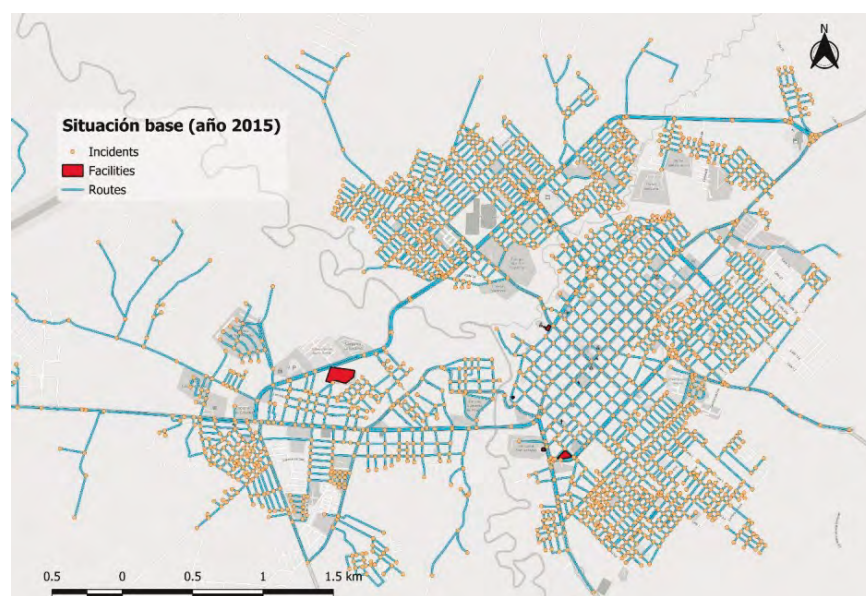 N
Situación base (año 2015)
Incidents
Facilities
Routes
0.5 0 0.5 1 1.5 km